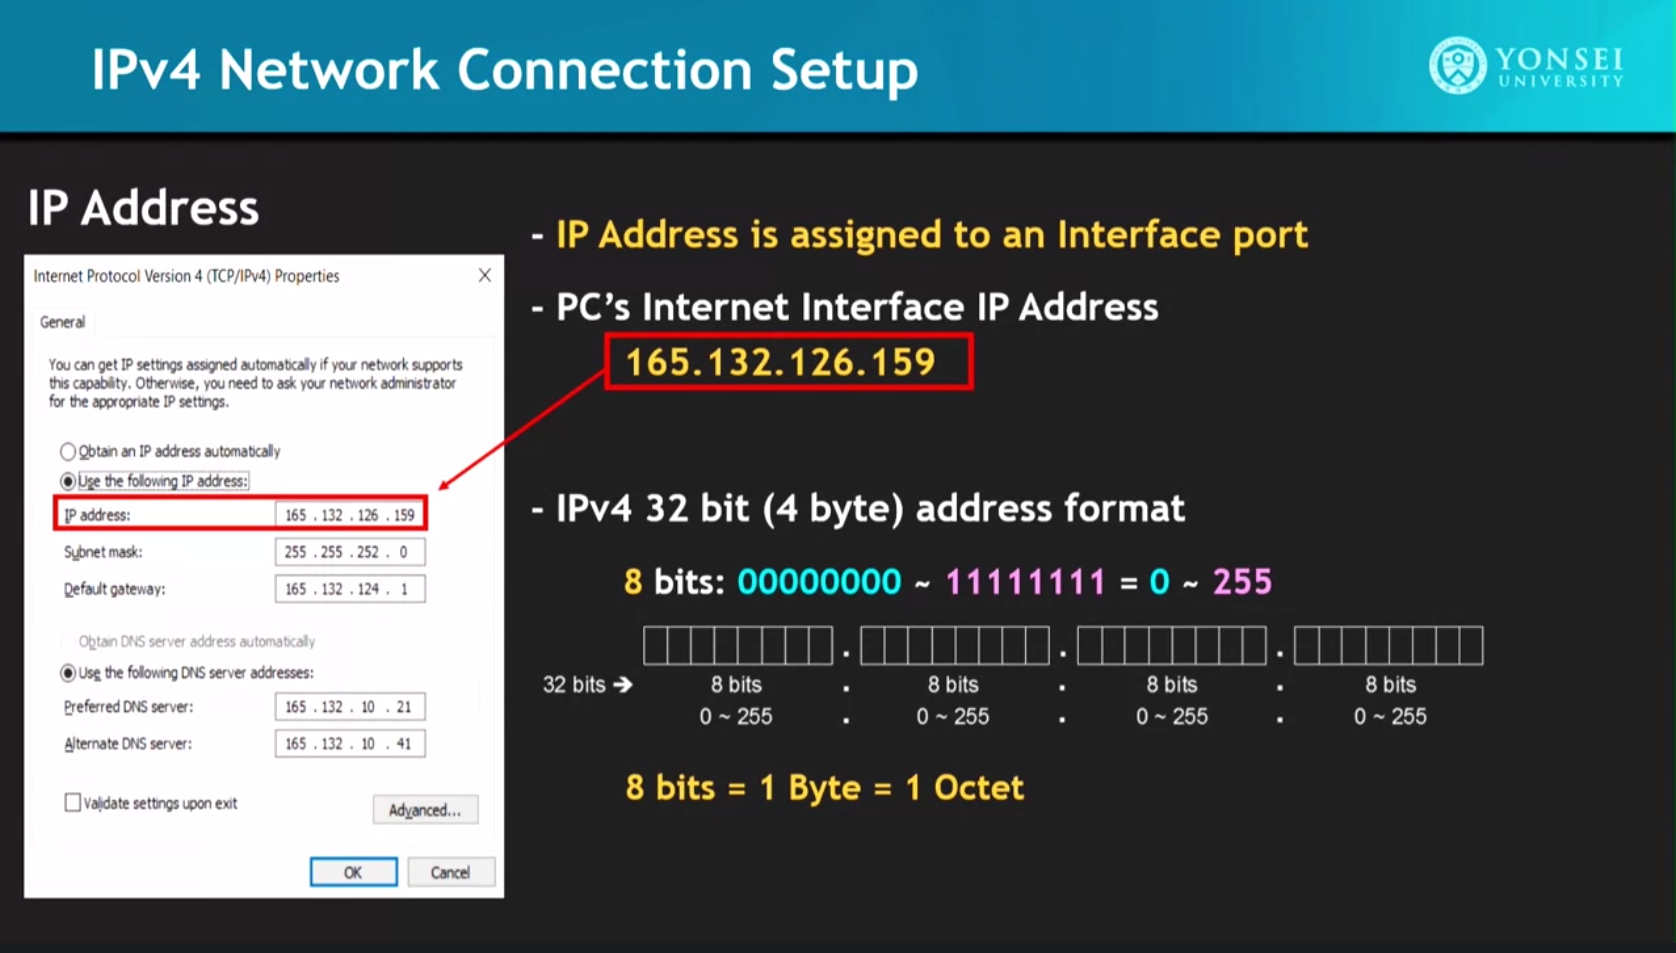 IPv4 Network Connection Setup
YONSEI
UNIVERSITY
IP Address
Internet Protocol Version 4 (TCP/IPv4) Properties
General
You can get IP settings assigned automatically if your network supports
this capability. Otherwise, you need to ask your network administrator
for the appropriate IP settings.
Obtain an IP address automatically
Use the following IP address:
IP address: 165 . 132 . 126 . 159
Subnet mask: 255 . 255 . 252 . 0
Default gateway: 165 . 132 . 124 . 1
Obtain DNS server address automatically
Use the following DNS server addresses:
Preferred DNS server: 165 . 132 . 10 . 21
Alternate DNS server: 165 . 132 . 10 . 41
Validate settings upon exit
Advanced...
OK Cancel
- IP Address is assigned to an Interface port
- PC's Internet Interface IP Address
165.132.126.159
- IPv4 32 bit (4 byte) address format
8 bits: 00000000 ~ 11111111 = 0 ~ 255
. . .
32 bits → 8 bits . 8 bits . 8 bits . 8 bits
0 ~ 255 . 0 ~ 255 . 0 ~ 255 . 0 ~ 255
8 bits = 1 Byte = 1 Octet